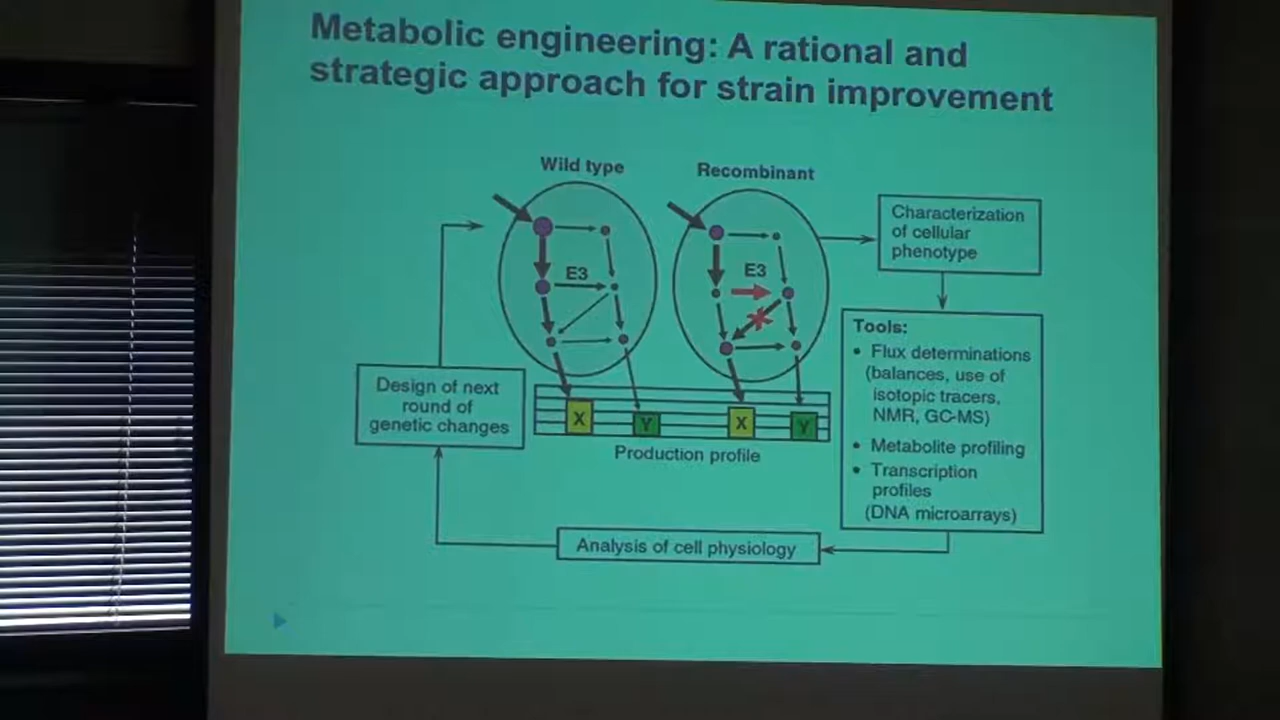 Metabolic engineering: A rational and
strategic approach for strain improvement
Wild type
Recombinant
E3
E3
Characterization
of cellular
phenotype
Tools:
• Flux determinations
(balances, use of
isotopic tracers,
NMR, GC-MS)
• Metabolite profiling
• Transcription
profiles
(DNA microarrays)
Design of next
round of
genetic changes
X
Y
X
Y
Production profile
Analysis of cell physiology